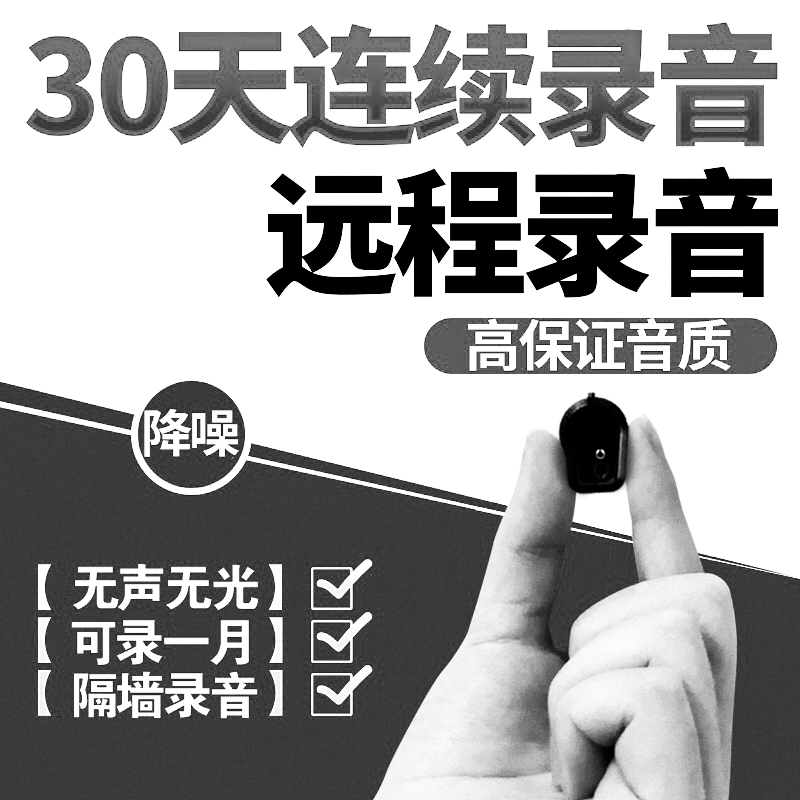 30天连续录音
远程录音
高保证音质
降噪
【无声无光】
【可录一月】
【隔墙录音】